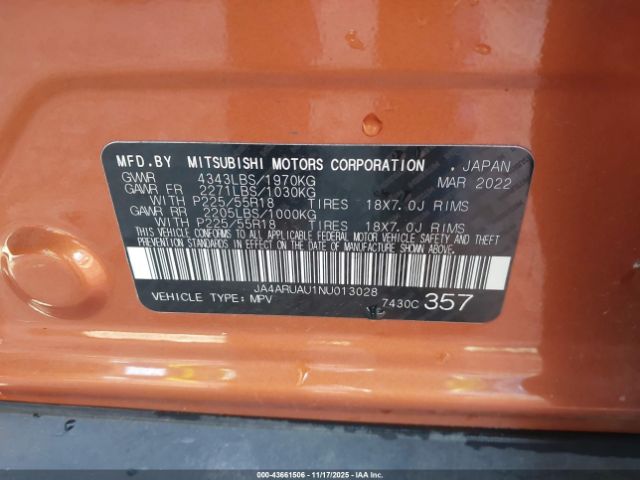 MFD.BY MITSUBISHI MOTORS CORPORATION . JAPAN
GVWR 4343LBS/1970KG MAR 2022
GAWR FR 2271LBS/1030KG
WITH P225/55R18 TIRES 18X7.0J RIMS
GAWR RR 2205LBS/1000KG
WITH P225/55R18 TIRES 18X7.0J RIMS
THIS VEHICLE CONFORMS TO ALL APPLICABLE FEDERAL MOTOR VEHICLE SAFETY AND THEFT
PREVENTION STANDARDS IN EFFECT ON THE DATE OF MANUFACTURE SHOWN ABOVE.
JA4ARUAU1NU013028
VEHICLE TYPE: MPV 7430C 357
IAA - 43661506 - 11/17/2025 - IAAI.com